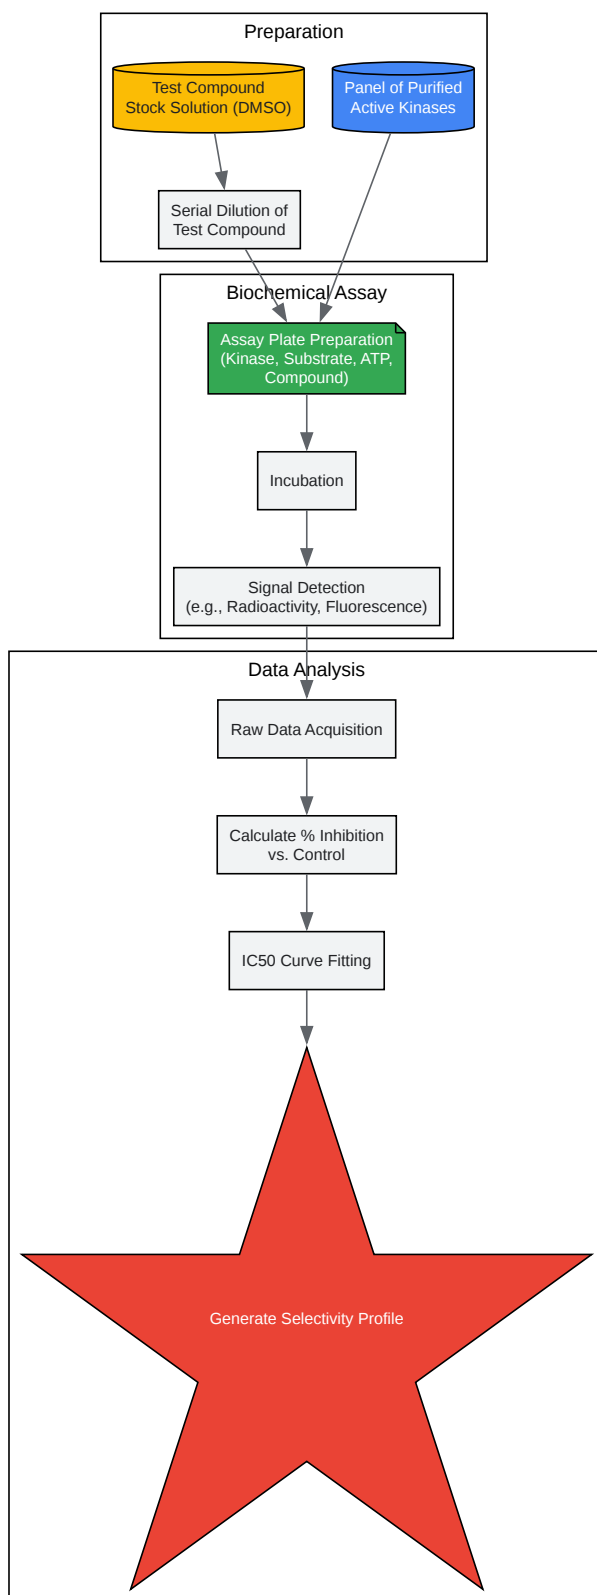 Preparation
Test Compound
Stock Solution (DMSO)
Panel of Purified
Active Kinases
Serial Dilution of
Test Compound
Biochemical Assay
Assay Plate Preparation
(Kinase, Substrate, ATP,
Compound)
Incubation
Signal Detection
(e.g., Radioactivity, Fluorescence)
Data Analysis
Raw Data Acquisition
Calculate % Inhibition
vs. Control
IC50 Curve Fitting
Generate Selectivity Profile